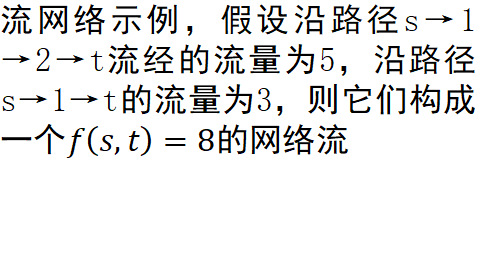 流网络示例，假设沿路径s→1
→2→t流经的流量为5，沿路径
s→1→t的流量为3，则它们构成
一个f(s,t) = 8的网络流